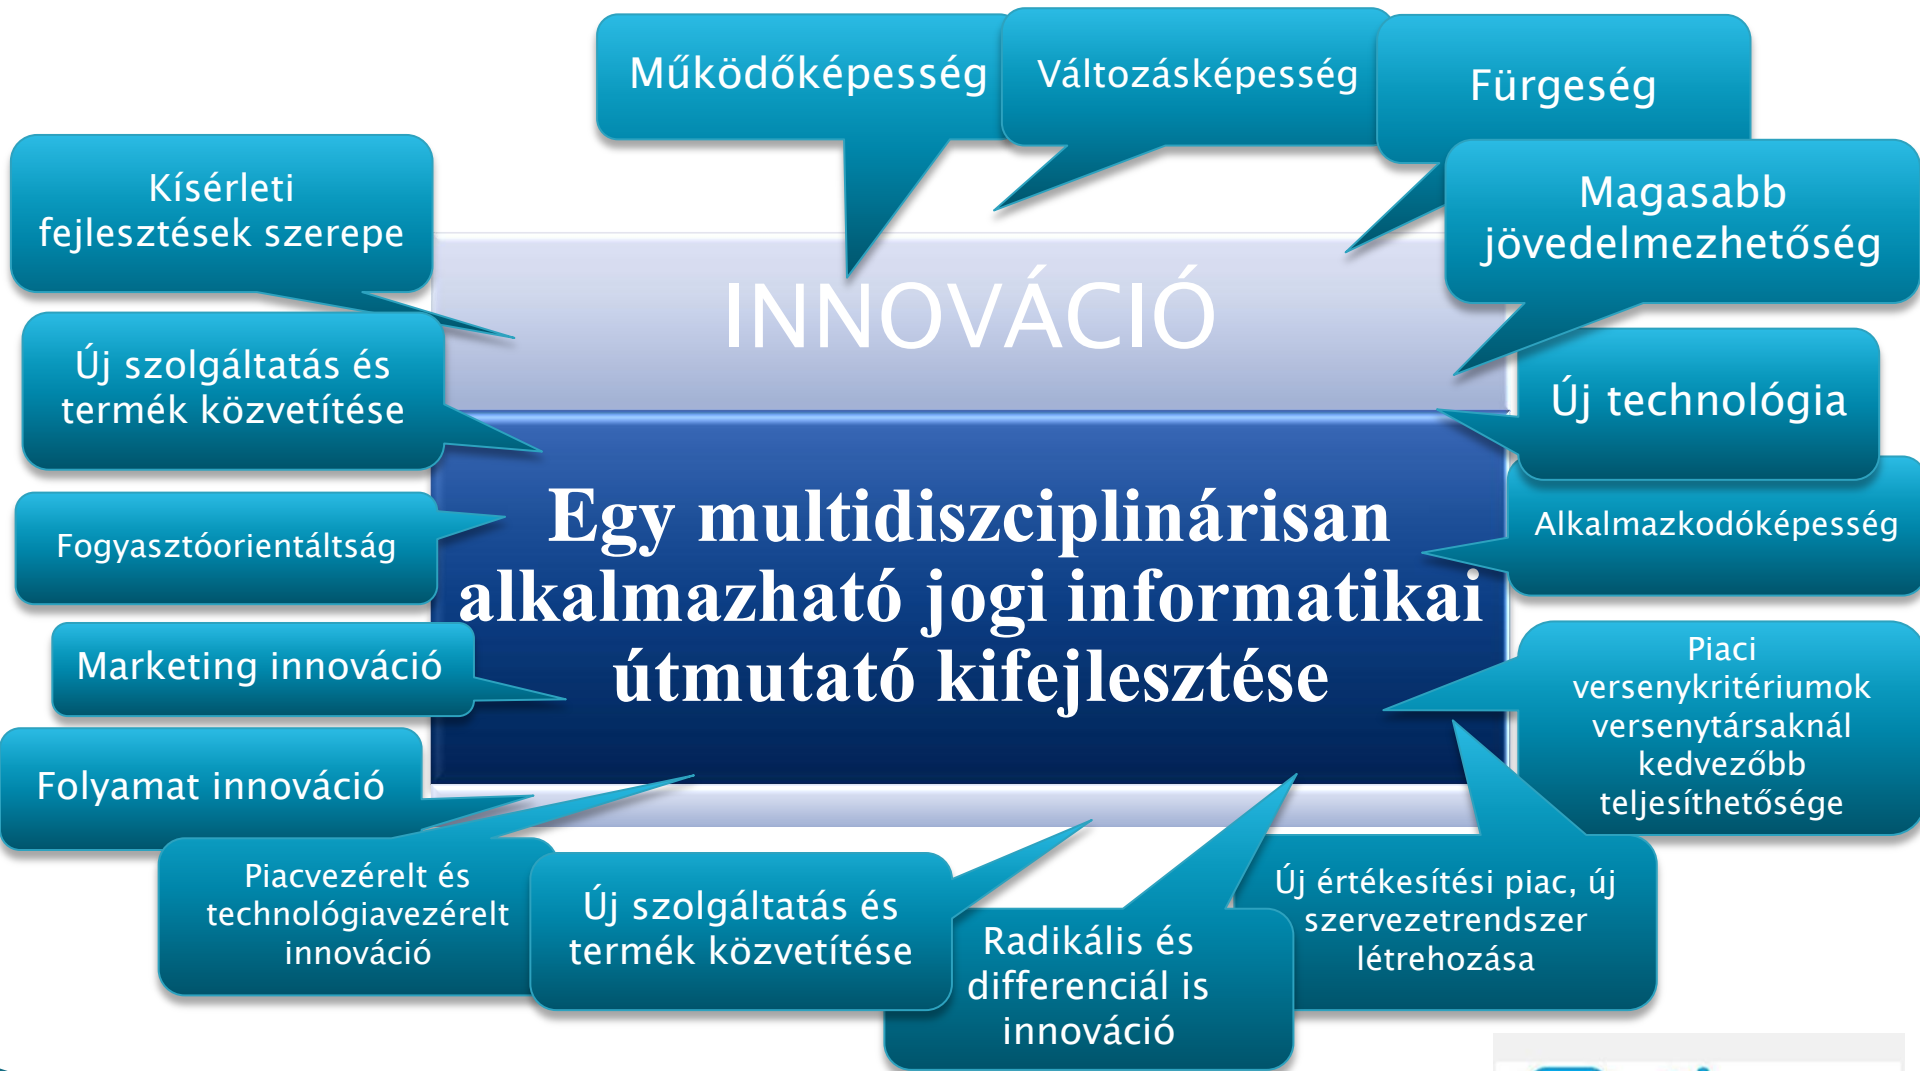 Működőképesség
Változásképesség
Fürgeség
Kísérleti
fejlesztések szerepe
Magasabb
jövedelmezhetőség
INNOVÁCIÓ
Új szolgáltatás és
termék közvetítése
Új technológia
Egy multidiszciplinárisan
alkalmazható jogi informatikai
útmutató kifejlesztése
Fogyasztóorientáltság
Alkalmazkodóképesség
Marketing innováció
Piaci
versenykritériumok
versenytársaknál
kedvezőbb
teljesíthetősége
Folyamat innováció
Piacvezérelt és
technológiavezérelt
innováció
Új szolgáltatás és
termék közvetítése
Radikális és
differenciál is
innováció
Új értékesítési piac, új
szervezetrendszer
létrehozása